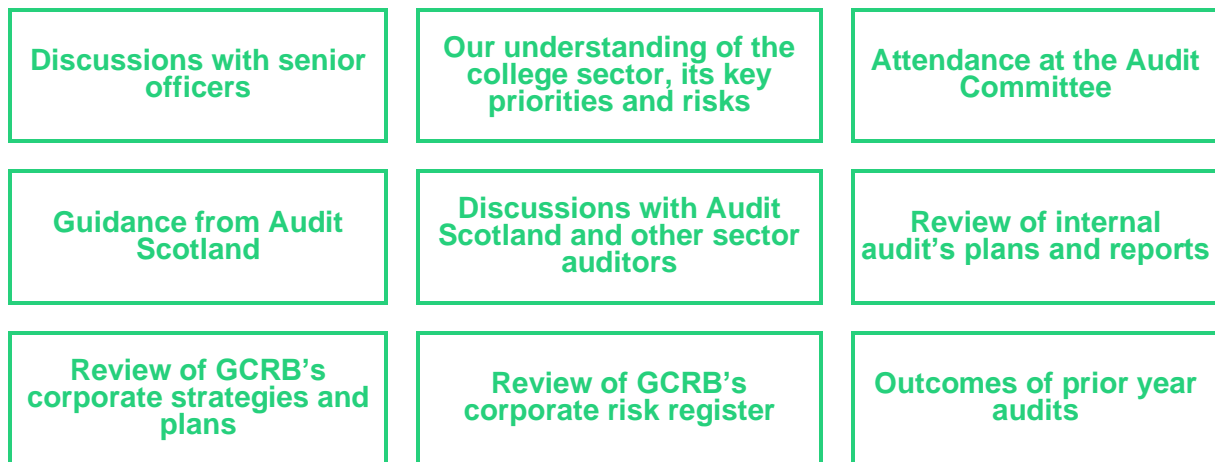 Discussions with senior
officers
Our understanding of the
college sector, its key
priorities and risks
Attendance at the Audit
Committee
Guidance from Audit
Scotland
Discussions with Audit
Scotland and other sector
auditors
Review of internal
audit’s plans and reports
Review of GCRB’s
corporate strategies and
plans
Review of GCRB’s
corporate risk register
Outcomes of prior year
audits